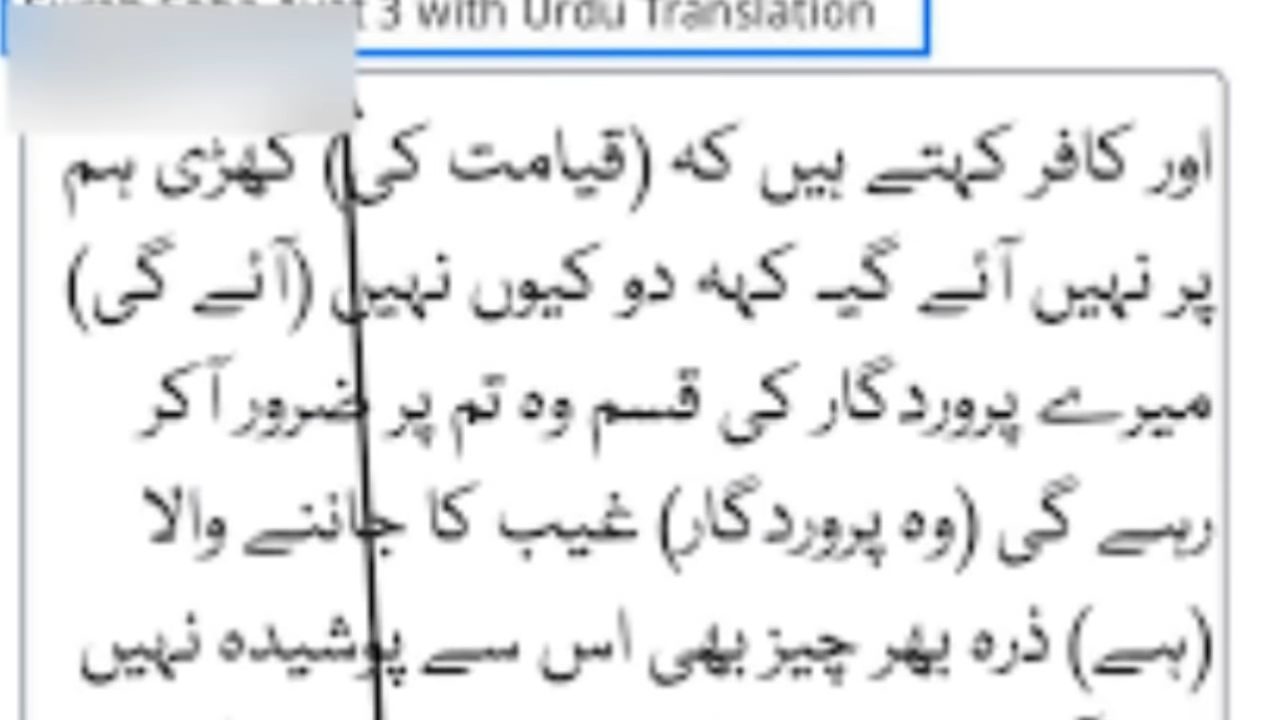 3 with Urdu Translation
اور کافر کہتے ہیں کہ (قیامت کی) کھڑی ہم
پر نہیں آئے گیـ کہہ دو کیوں نہیں (آئے گی)
میرے پروردگار کی قسم وہ تم پر ضرور آکر
رہے گی (وہ پروردگار) غیب کا جاننے والا
(ہے) ذرہ بھر چیز بھی اس سے پوشیدہ نہیں